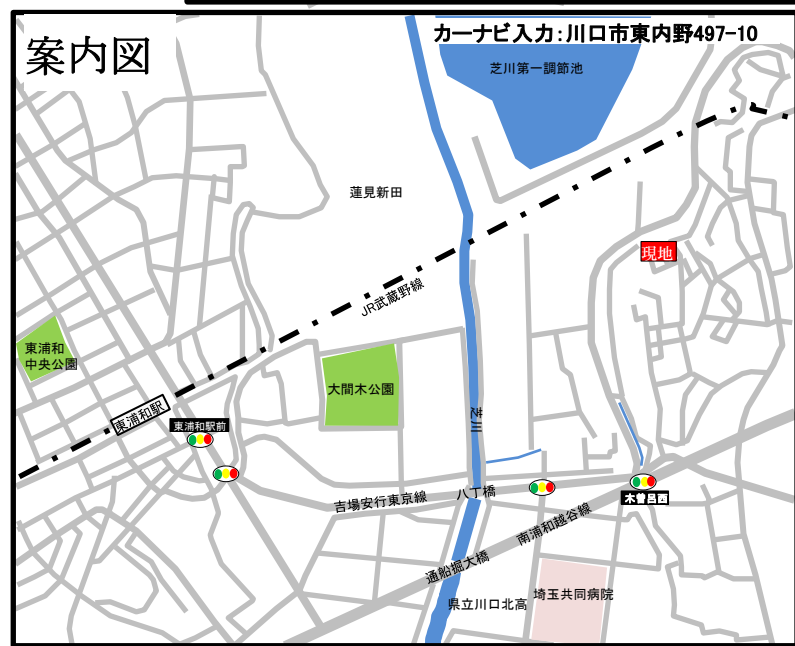 カーナビ入力：川口市東内野497-10
案内図
芝川第一調節池
蓮見新田
現地
JR武蔵野線
東浦和
中央公園
大間木公園
東浦和駅
東浦和駅前
芝川
吉場安行東京線
八丁橋
木曽呂西
南浦和越谷線
通船掘大橋
埼玉共同病院
県立川口北高